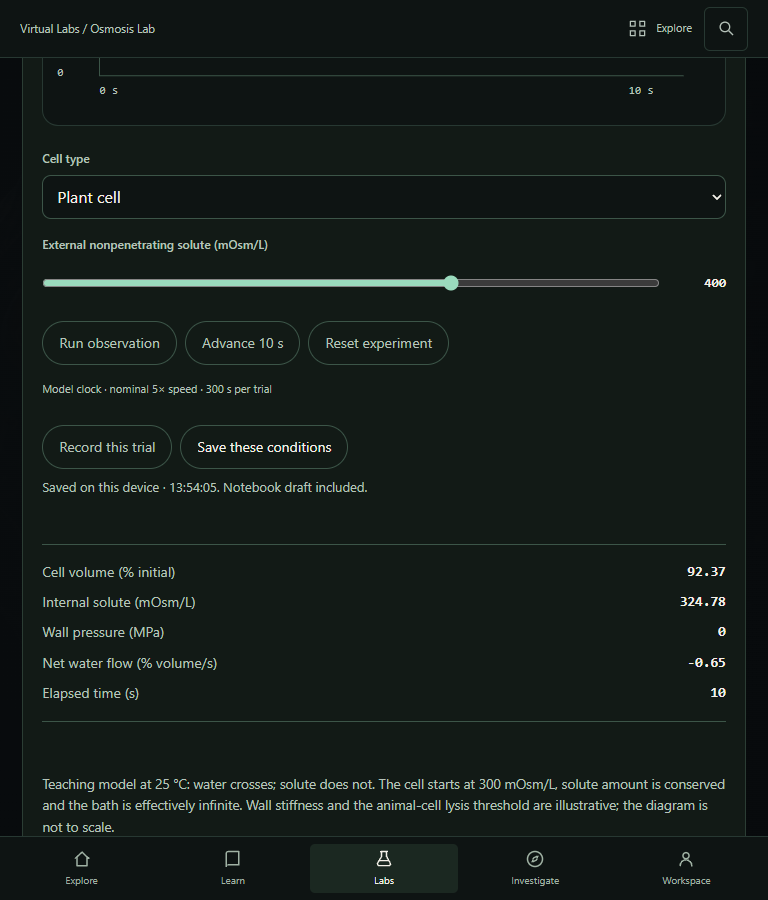 Virtual Labs / Osmosis Lab
Explore
0
0 s
10 s
Cell type
Plant cell
External nonpenetrating solute (mOsm/L)
400
Run observation
Advance 10 s
Reset experiment
Model clock · nominal 5× speed · 300 s per trial
Record this trial
Save these conditions
Saved on this device · 13:54:05. Notebook draft included.
Cell volume (% initial)
92.37
Internal solute (mOsm/L)
324.78
Wall pressure (MPa)
0
Net water flow (% volume/s)
-0.65
Elapsed time (s)
10
Teaching model at 25 °C: water crosses; solute does not. The cell starts at 300 mOsm/L, solute amount is conserved
and the bath is effectively infinite. Wall stiffness and the animal-cell lysis threshold are illustrative; the diagram is
not to scale.
Explore
Learn
Labs
Investigate
Workspace